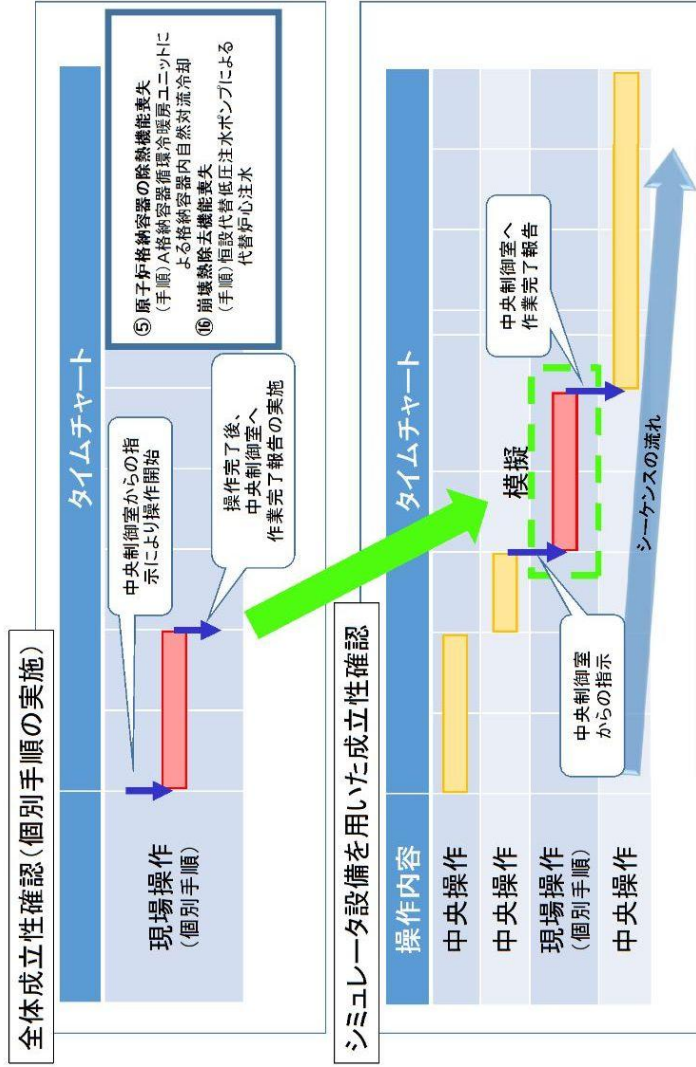 全体成立性確認(個別手順の実施)
タイムチャート
現場操作
(個別手順)
中央制御室からの指
示により操作開始
操作完了後、
中央制御室へ
作業完了報告の実施
⑤ 原子炉格納容器の除熱機能喪失
(手順)A格納容器循環冷暖房ユニットに
よる格納容器内自然対流冷却
⑯ 崩壊熱除去機能喪失
(手順)恒設代替低圧注水ポンプによる
代替炉心注水
シミュレータ設備を用いた成立性確認
操作内容
タイムチャート
中央操作
中央操作
現場操作
(個別手順)
中央操作
模擬
中央制御室
からの指示
中央制御室へ
作業完了報告
シーケンスの流れ